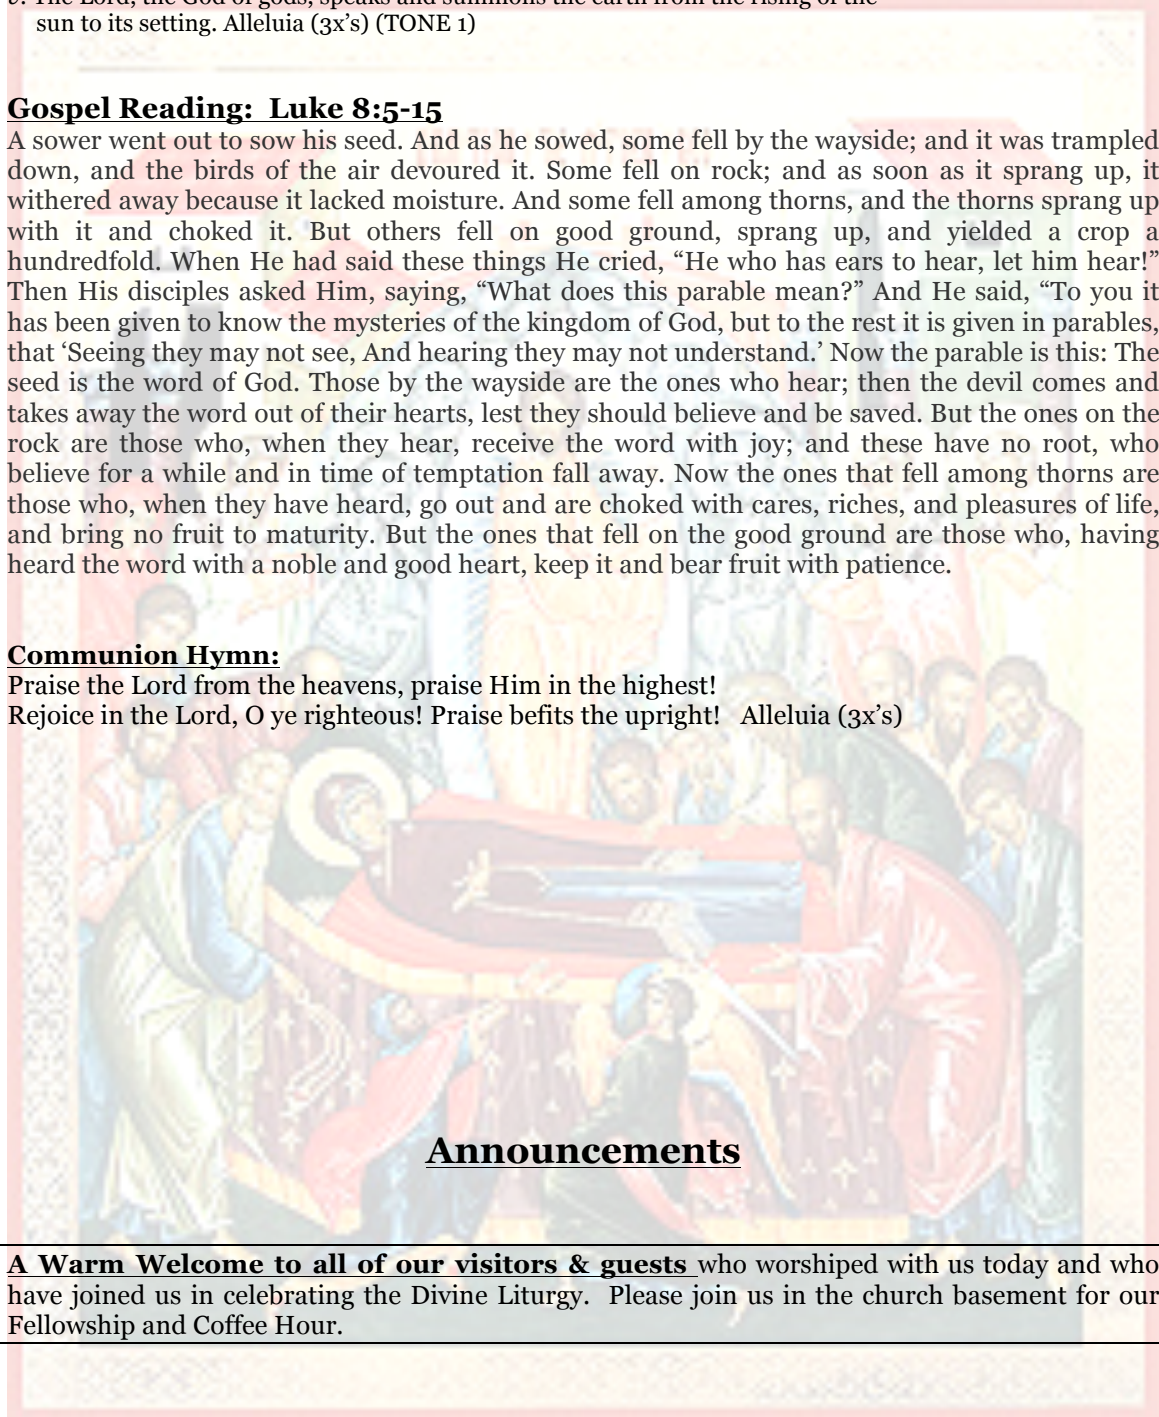 The Lord, the God of gods, speaks and summons the earth from the rising of the
sun to its setting. Alleluia (3x's) (TONE 1)
Gospel Reading:  Luke 8:5-15
A sower went out to sow his seed. And as he sowed, some fell by the wayside; and it was trampled
down, and the birds of the air devoured it. Some fell on rock; and as soon as it sprang up, it
withered away because it lacked moisture. And some fell among thorns, and the thorns sprang up
with it and choked it. But others fell on good ground, sprang up, and yielded a crop a
hundredfold. When He had said these things He cried, “He who has ears to hear, let him hear!”
Then His disciples asked Him, saying, “What does this parable mean?” And He said, “To you it
has been given to know the mysteries of the kingdom of God, but to the rest it is given in parables,
that ‘Seeing they may not see, And hearing they may not understand.’ Now the parable is this: The
seed is the word of God. Those by the wayside are the ones who hear; then the devil comes and
takes away the word out of their hearts, lest they should believe and be saved. But the ones on the
rock are those who, when they hear, receive the word with joy; and these have no root, who
believe for a while and in time of temptation fall away. Now the ones that fell among thorns are
those who, when they have heard, go out and are choked with cares, riches, and pleasures of life,
and bring no fruit to maturity. But the ones that fell on the good ground are those who, having
heard the word with a noble and good heart, keep it and bear fruit with patience.
Communion Hymn:
Praise the Lord from the heavens, praise Him in the highest!
Rejoice in the Lord, O ye righteous! Praise befits the upright!   Alleluia (3x’s)
Announcements
A Warm Welcome to all of our visitors & guests who worshiped with us today and who
have joined us in celebrating the Divine Liturgy.  Please join us in the church basement for our
Fellowship and Coffee Hour.